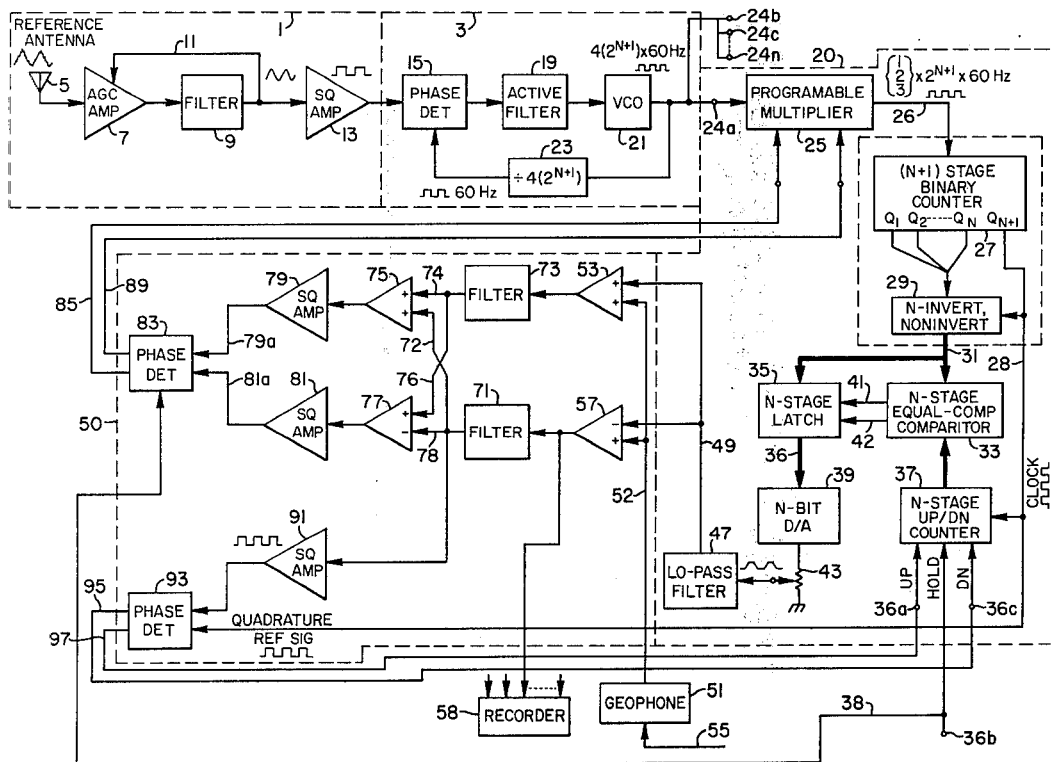 REFERENCE
ANTENNA
1
3
11
5
AGC
AMP
7
FILTER
9
SQ
AMP
13
15
PHASE
DET
19
ACTIVE
FILTER
4(2^{N+1}) x 60 Hz
VCO
21
23
÷ 4(2^{N+1})
60 Hz
24b
24c
24n
24a
20
PROGRAMABLE
MULTIPLIER
25
{1 2 3} x 2^{N+1} x 60 Hz
26
(N+1) STAGE
BINARY
COUNTER
Q1 Q2 ----- QN QN+1
27
29
N-INVERT,
NONINVERT
31
28
35
N-STAGE
LATCH
36
41
42
N-STAGE
EQUAL-COMP
COMPARITOR
33
39
N-BIT
D/A
43
37
N-STAGE
UP/DN
COUNTER
CLOCK
UP
HOLD
DN
36a
36c
36b
47
LO-PASS
FILTER
49
52
85
89
83
PHASE
DET
79
SQ
AMP
79a
75
+
+
74
72
73
FILTER
53
+
+
81a
81
SQ
AMP
77
+
−
76
78
71
FILTER
57
−
+
50
91
SQ
AMP
95
93
PHASE
DET
97
QUADRATURE
REF SIG
58
RECORDER
GEOPHONE
51
55
38